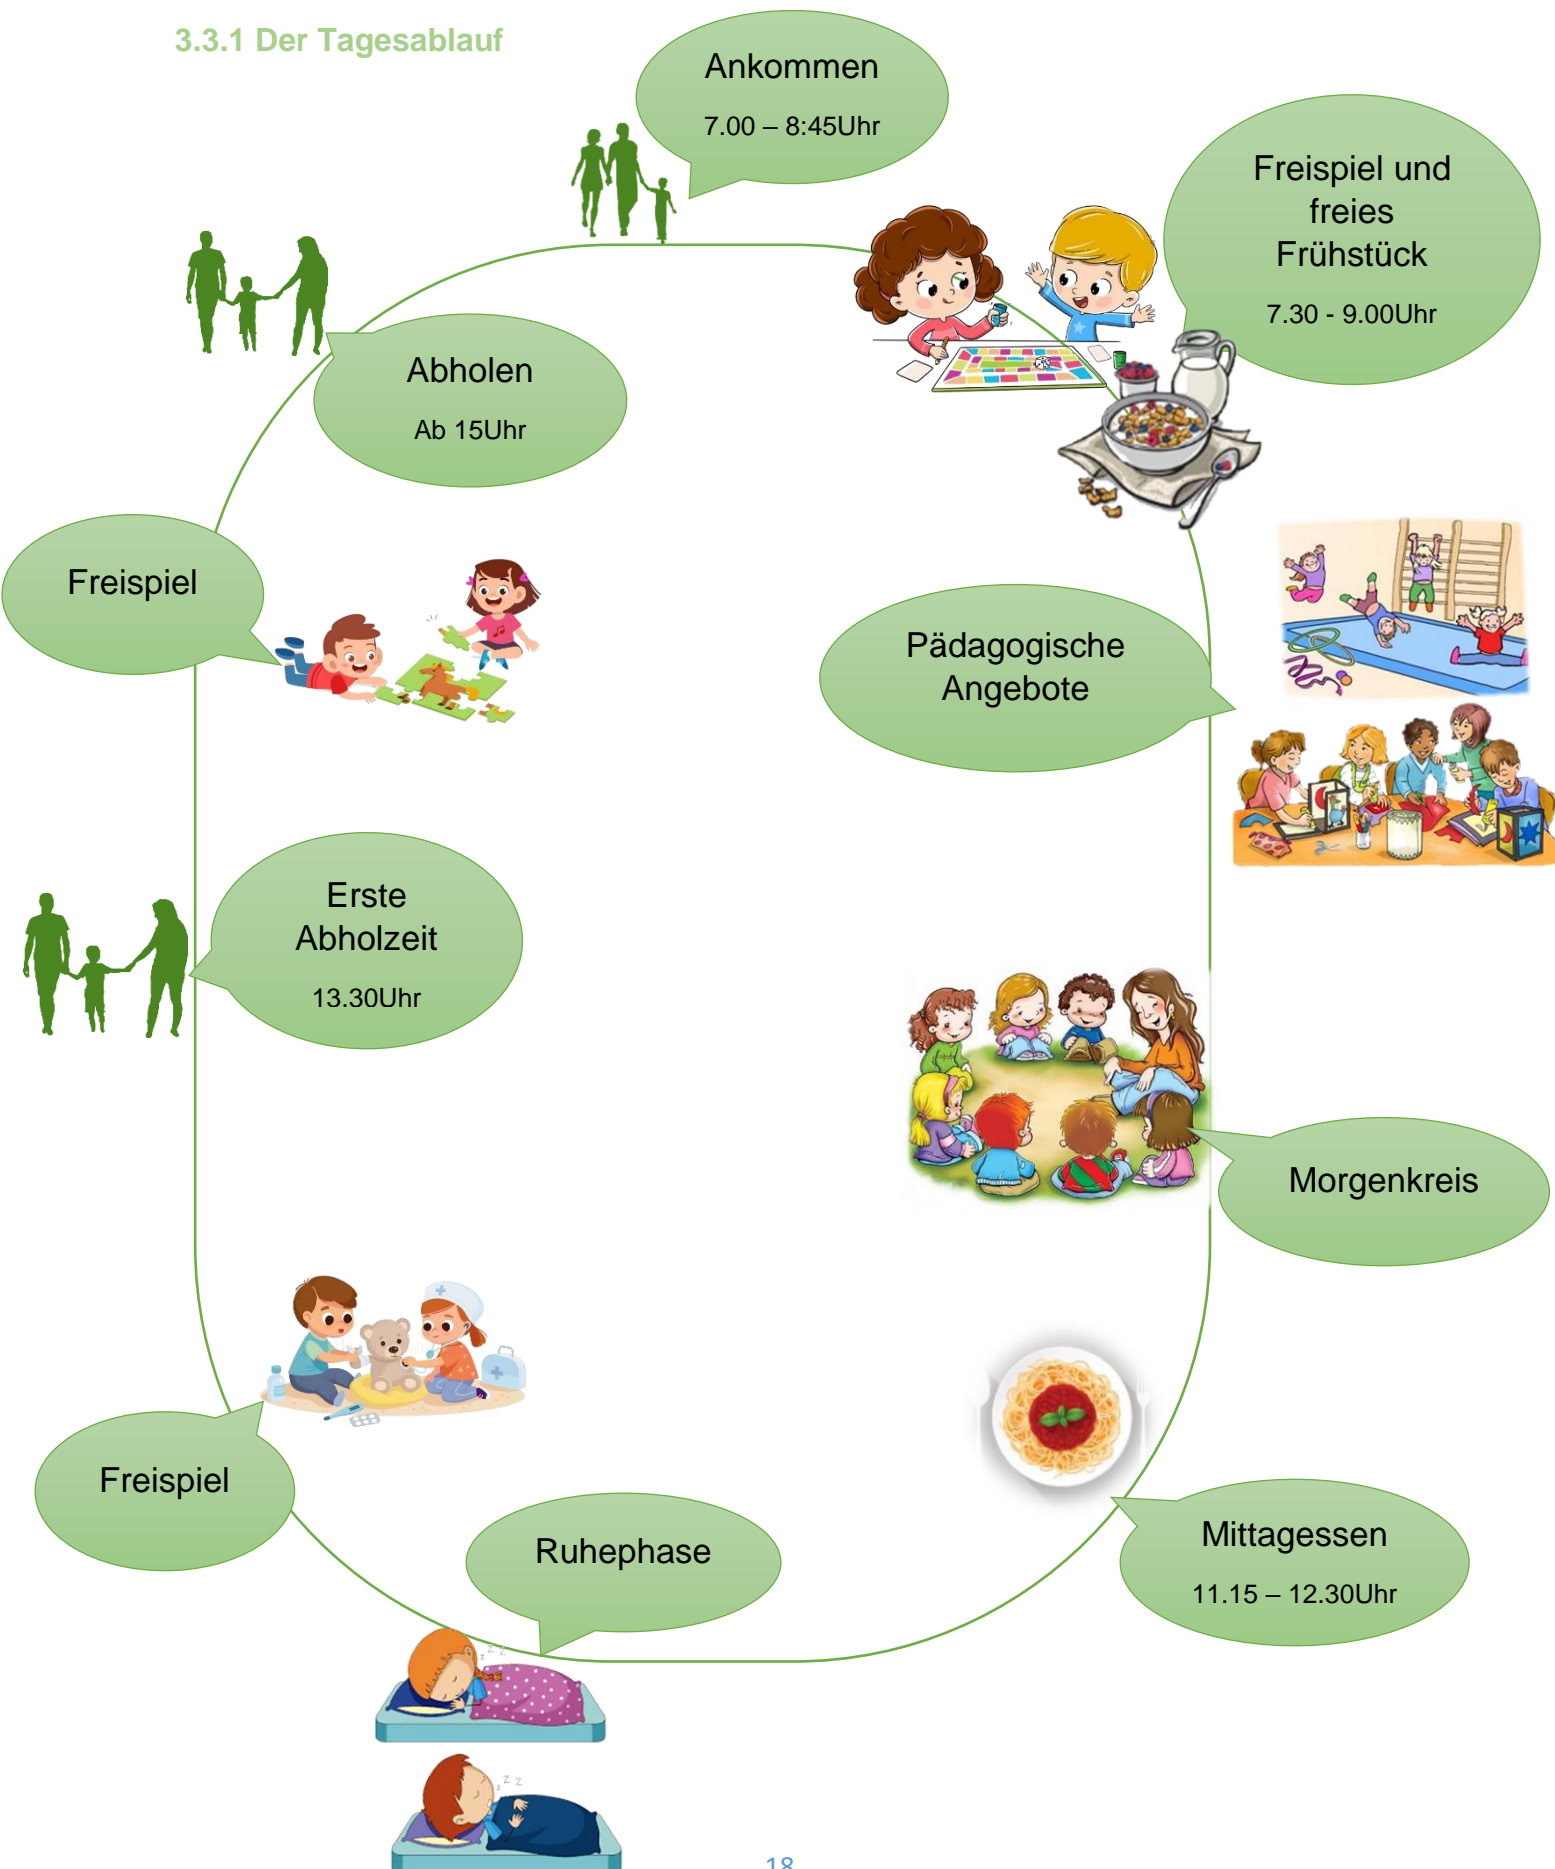 3.3.1 Der Tagesablauf
Ankommen
7.00 – 8:45Uhr
Freispiel und
freies
Frühstück
7.30 - 9.00Uhr
Pädagogische
Angebote
Morgenkreis
Mittagessen
11.15 – 12.30Uhr
Ruhephase
Freispiel
Erste
Abholzeit
13.30Uhr
Freispiel
Abholen
Ab 15Uhr
z z z
z z z
18